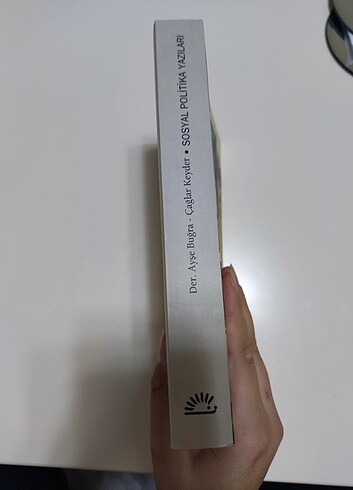 Der. Ayşe Buğra - Çağlar Keyder • SOSYAL POLİTİKA YAZILARI